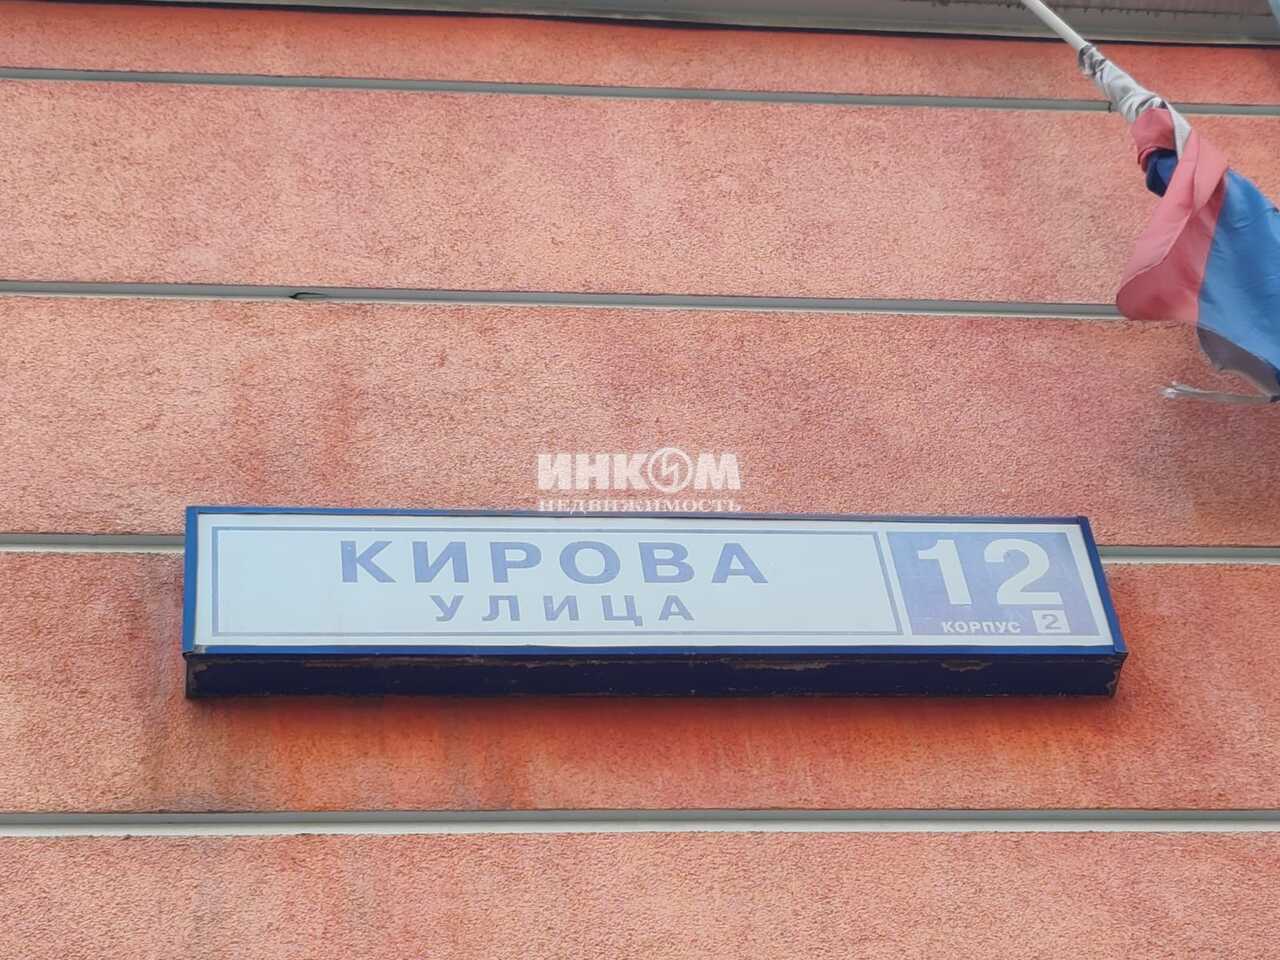 ИНКОМ
НЕДВИЖИМОСТЬ
КИРОВА
УЛИЦА
12
КОРПУС 2